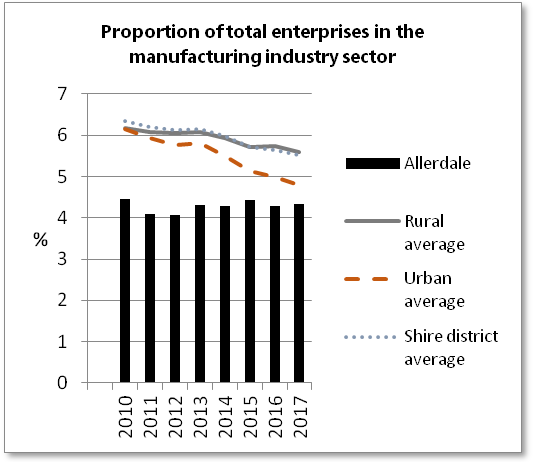 Proportion of total enterprises in the
manufacturing industry sector
7
6
5
4
3
2
1
0
%
2010
2011
2012
2013
2014
2015
2016
2017
Allerdale
Rural
average
Urban
average
Shire district
average